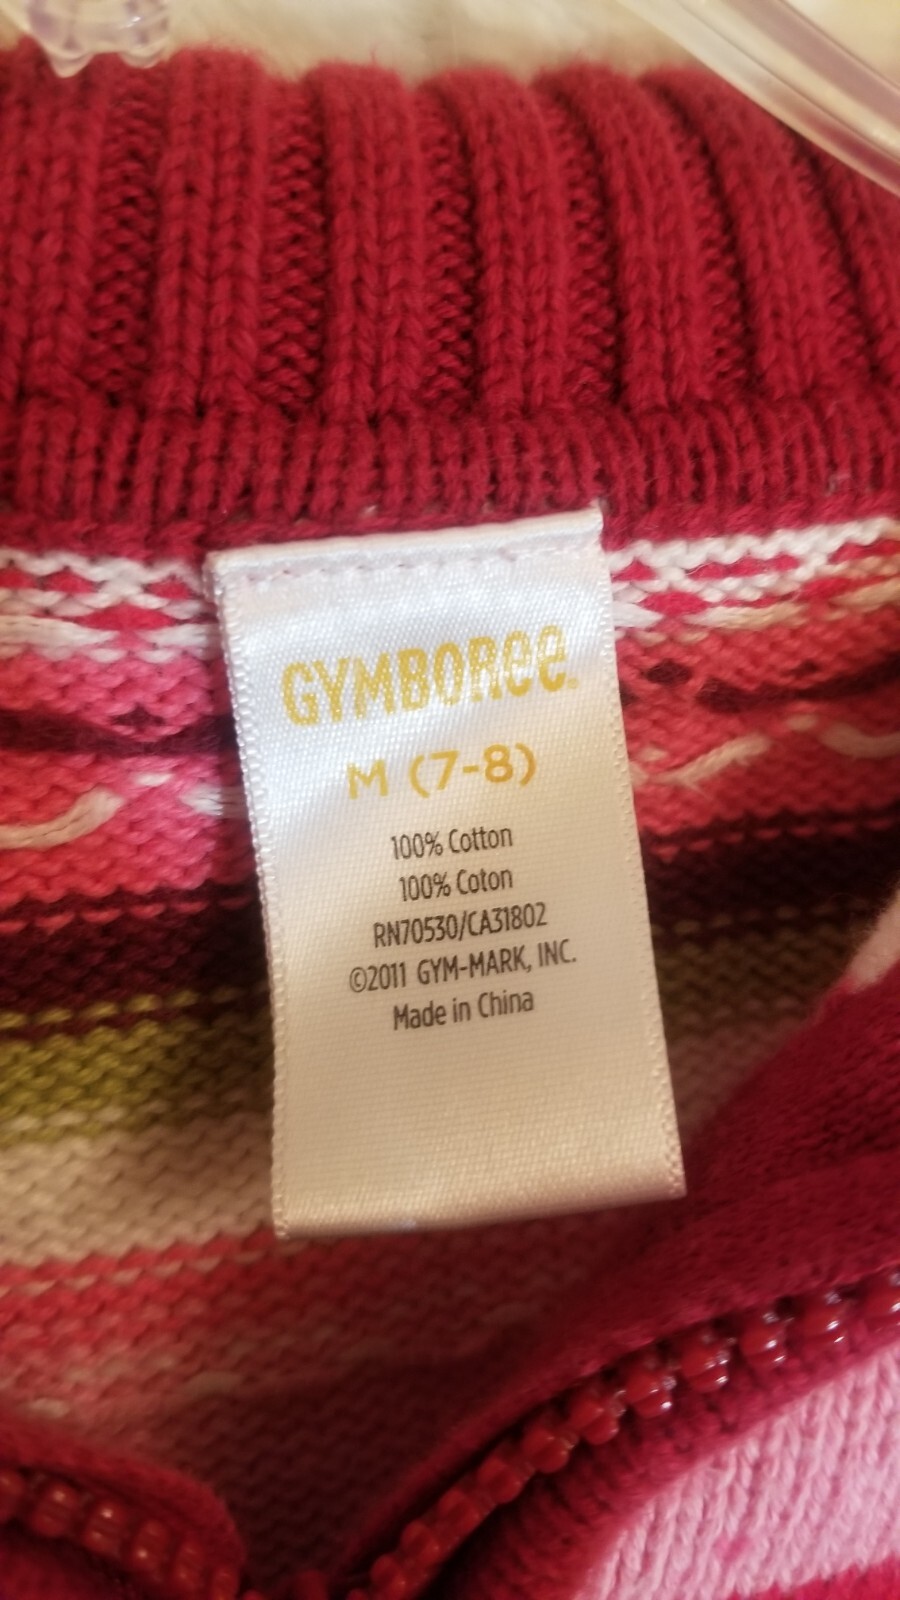 GYMBOREE.
M (7-8)
100% Cotton
100% Coton
RN70530/CA31802
©2011 GYM-MARK, INC.
Made in China